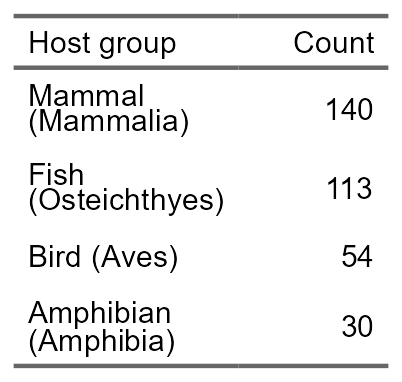 Host group Count
Mammal
(Mammalia) 140
Fish
(Osteichthyes) 113
Bird (Aves) 54
Amphibian
(Amphibia) 30